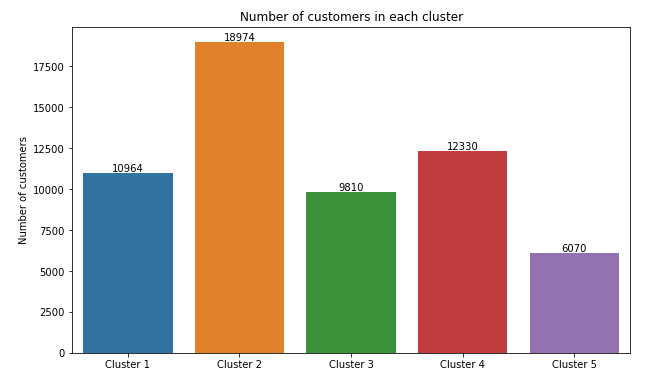 Number of customers in each cluster
Number of customers
17500
15000
12500
10000
7500
5000
2500
0
10964
18974
9810
12330
6070
Cluster 1
Cluster 2
Cluster 3
Cluster 4
Cluster 5